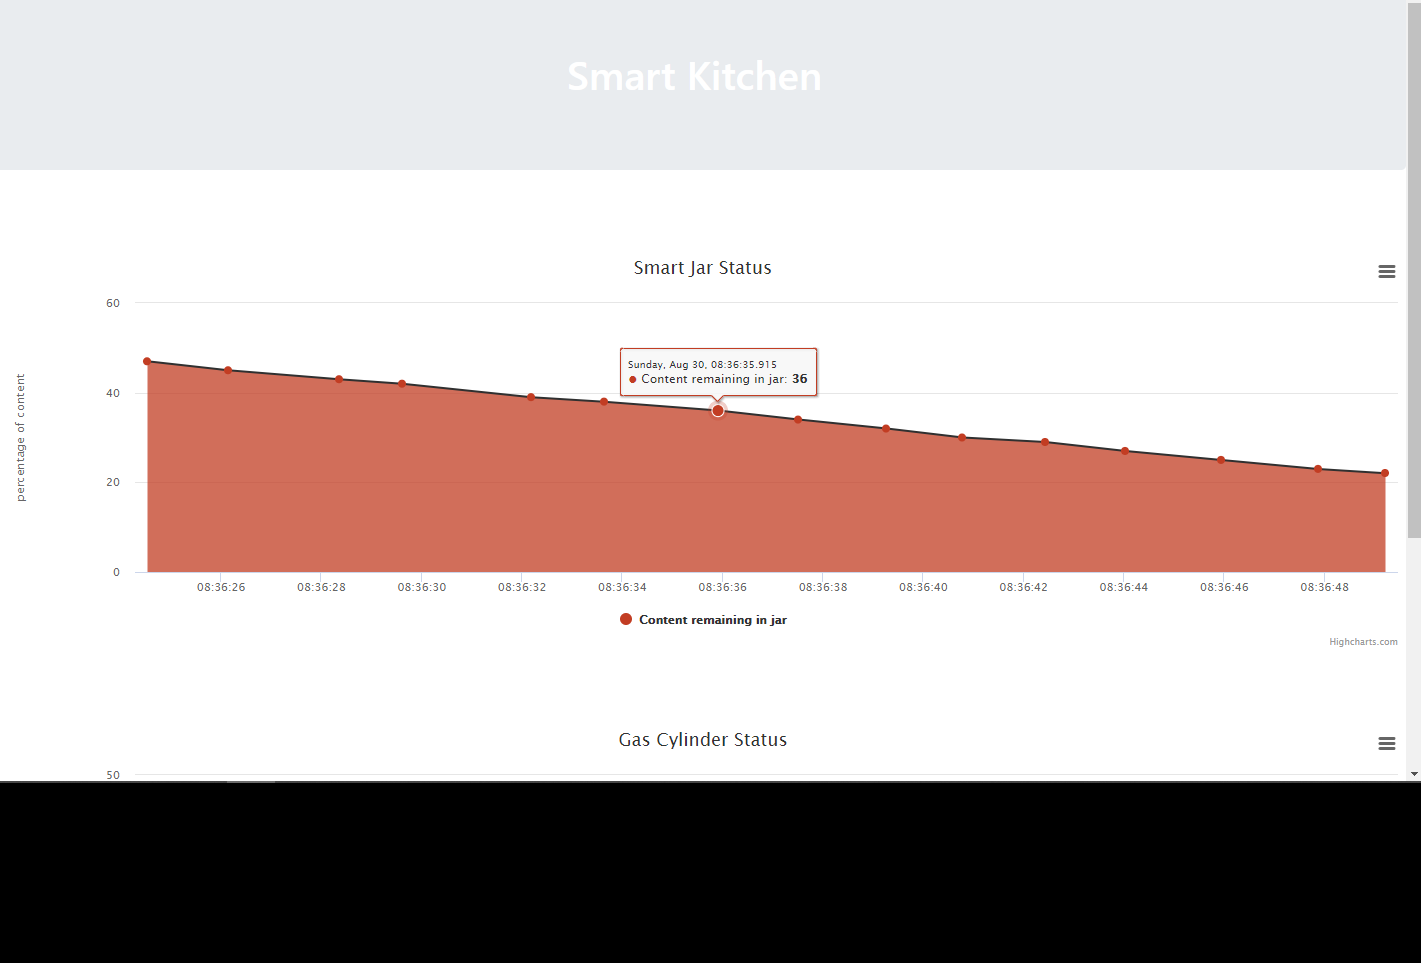 Smart Kitchen
Smart Jar Status
60
40
20
0
percentage of content
Sunday, Aug 30, 08:36:35.915
Content remaining in jar: 36
08:36:26 08:36:28 08:36:30 08:36:32 08:36:34 08:36:36 08:36:38 08:36:40 08:36:42 08:36:44 08:36:46 08:36:48
Content remaining in jar
Highcharts.com
Gas Cylinder Status
50